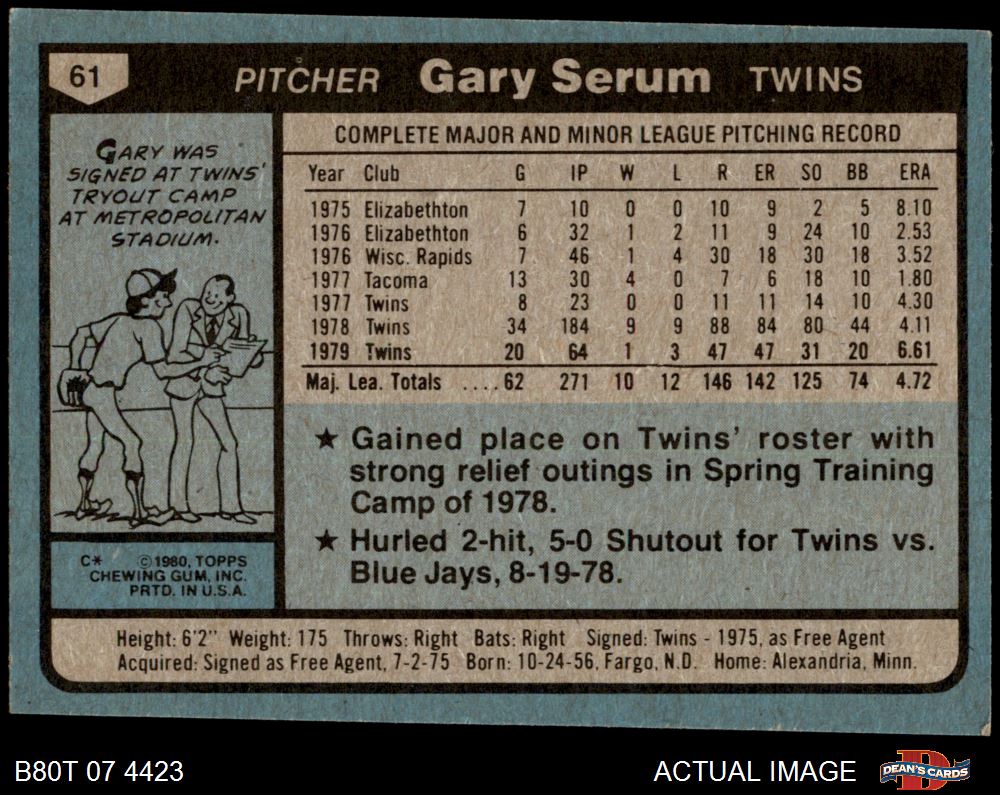 61 PITCHER Gary Serum TWINS
GARY WAS
SIGNED AT TWINS'
TRYOUT CAMP
AT METROPOLITAN
STADIUM.
C* ©1980, TOPPS
CHEWING GUM, INC.
PRTD. IN U.S.A.
COMPLETE MAJOR AND MINOR LEAGUE PITCHING RECORD
Year Club G IP W L R ER SO BB ERA
1975 Elizabethton 7 10 0 0 10 9 2 5 8.10
1976 Elizabethton 6 32 1 2 11 9 24 10 2.53
1976 Wisc. Rapids 7 46 1 4 30 18 30 18 3.52
1977 Tacoma 13 30 4 0 7 6 18 10 1.80
1977 Twins 8 23 0 0 11 11 14 10 4.30
1978 Twins 34 184 9 9 88 84 80 44 4.11
1979 Twins 20 64 1 3 47 47 31 20 6.61
Maj. Lea. Totals ....62 271 10 12 146 142 125 74 4.72
★ Gained place on Twins' roster with
strong relief outings in Spring Training
Camp of 1978.
★ Hurled 2-hit, 5-0 Shutout for Twins vs.
Blue Jays, 8-19-78.
Height: 6'2" Weight: 175 Throws: Right Bats: Right Signed: Twins - 1975, as Free Agent
Acquired: Signed as Free Agent, 7-2-75 Born: 10-24-56, Fargo, N.D. Home: Alexandria, Minn.
B80T 07 4423 ACTUAL IMAGE DEAN'S CARDS